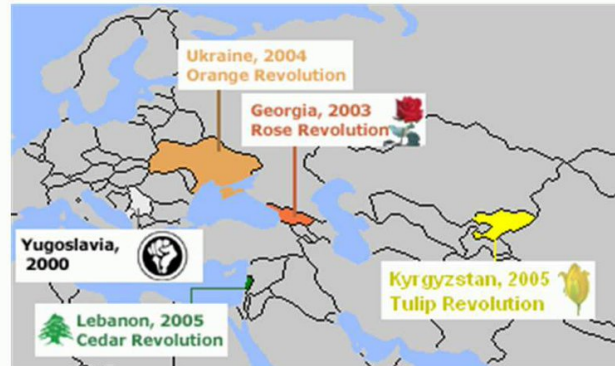 Ukraine, 2004
Orange Revolution
Georgia, 2003
Rose Revolution
Yugoslavia,
2000
Kyrgyzstan, 2005
Tulip Revolution
Lebanon, 2005
Cedar Revolution